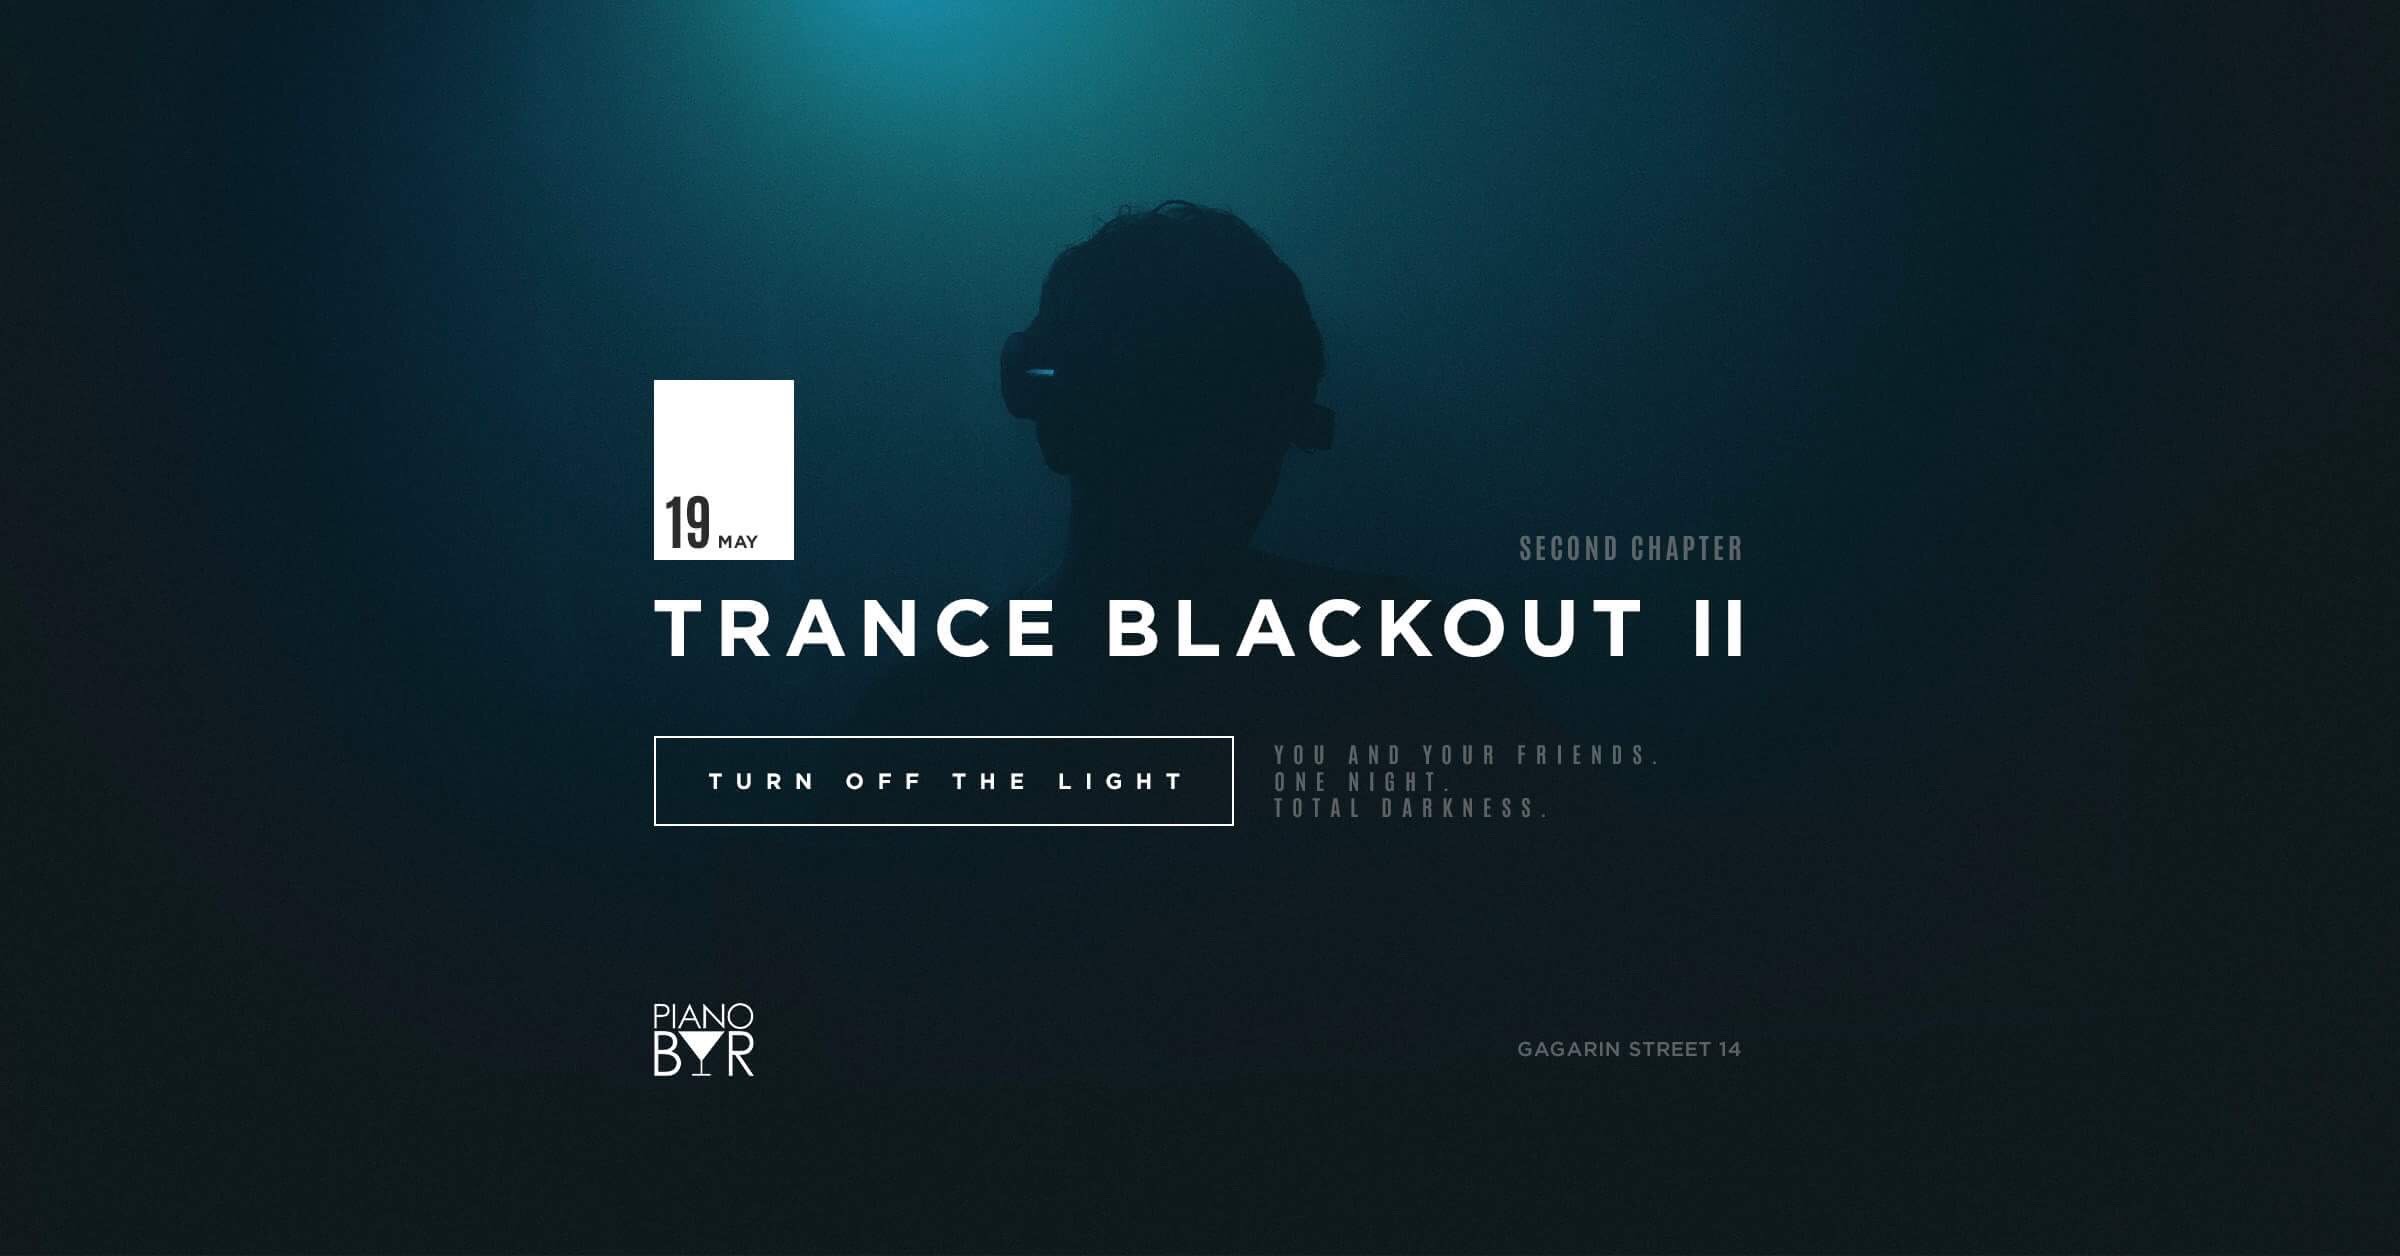 19 MAY
SECOND CHAPTER
TRANCE BLACKOUT II
TURN OFF THE LIGHT
YOU AND YOUR FRIENDS.
ONE NIGHT.
TOTAL DARKNESS.
PIANO
BAR
GAGARIN STREET 14